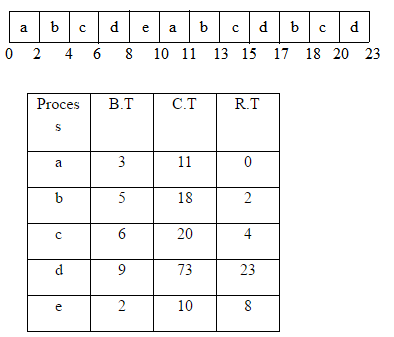 a b c d e a b c d b c d
0 2 4 6 8 10 11 13 15 17 18 20 23
Proces
s B.T C.T R.T
a 3 11 0
b 5 18 2
c 6 20 4
d 9 73 23
e 2 10 8